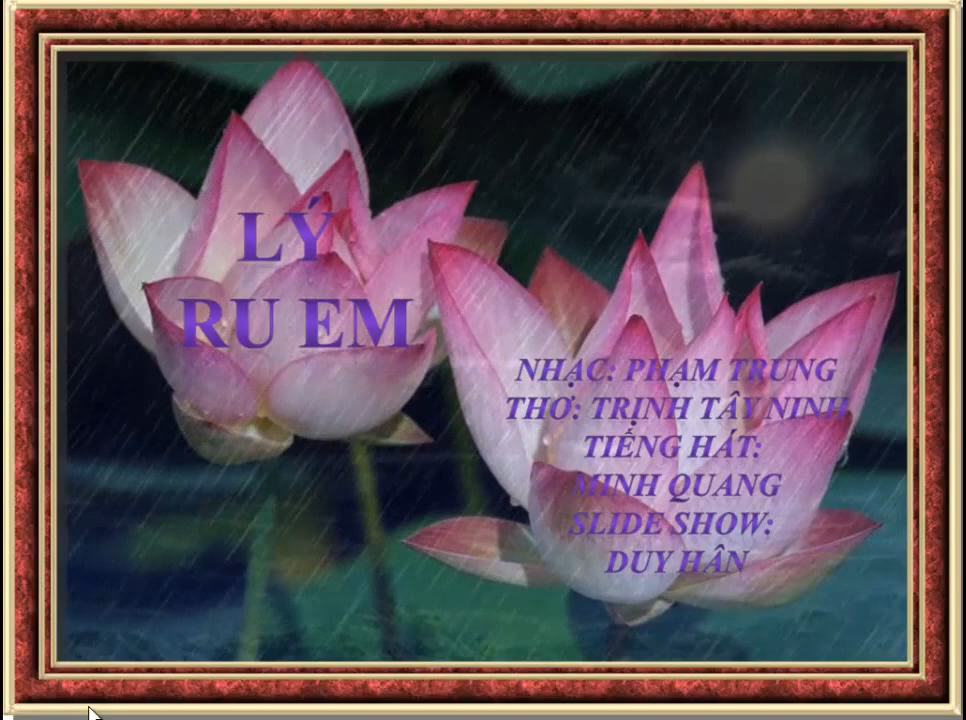 LÝ
RU EM
NHẠC: PHẠM TRUNG
THƠ: TRỊNH TÂY NINH
TIẾNG HÁT:
MINH QUANG
SLIDE SHOW:
DUY HÂN